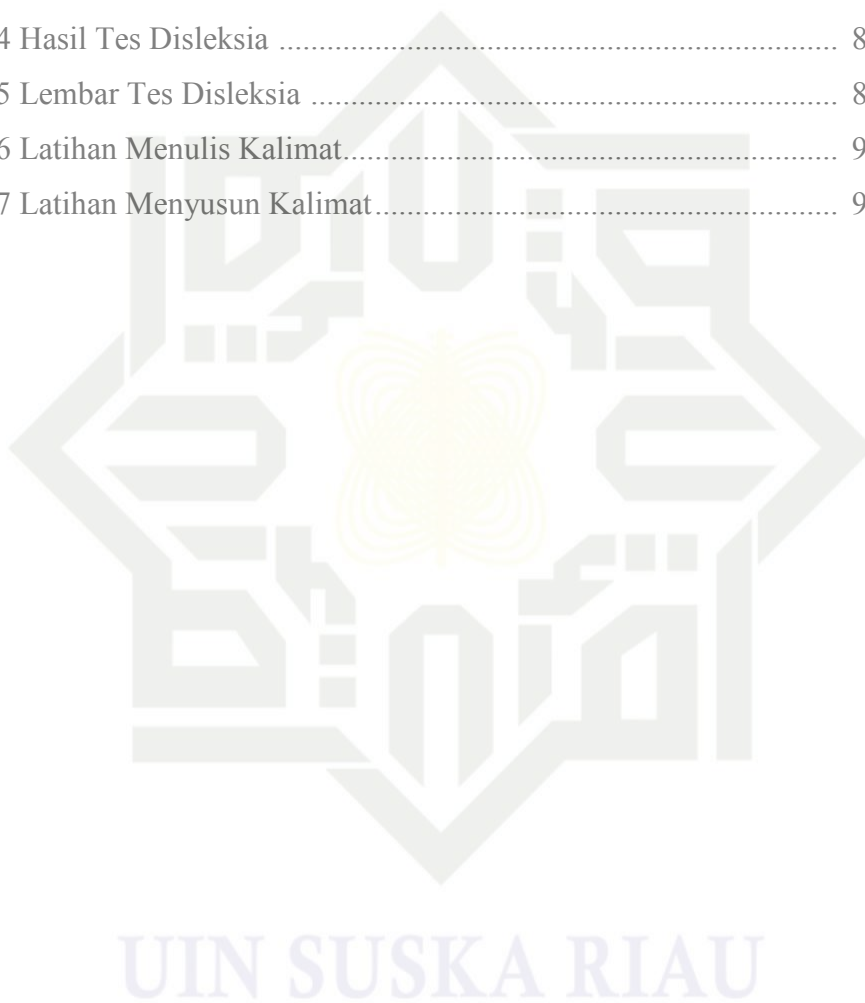 4 Hasil Tes Disleksia ........................................................................ 8
5 Lembar Tes Disleksia .................................................................... 8
6 Latihan Menulis Kalimat................................................................ 9
7 Latihan Menyusun Kalimat............................................................ 9
UIN SUSKA RIAU